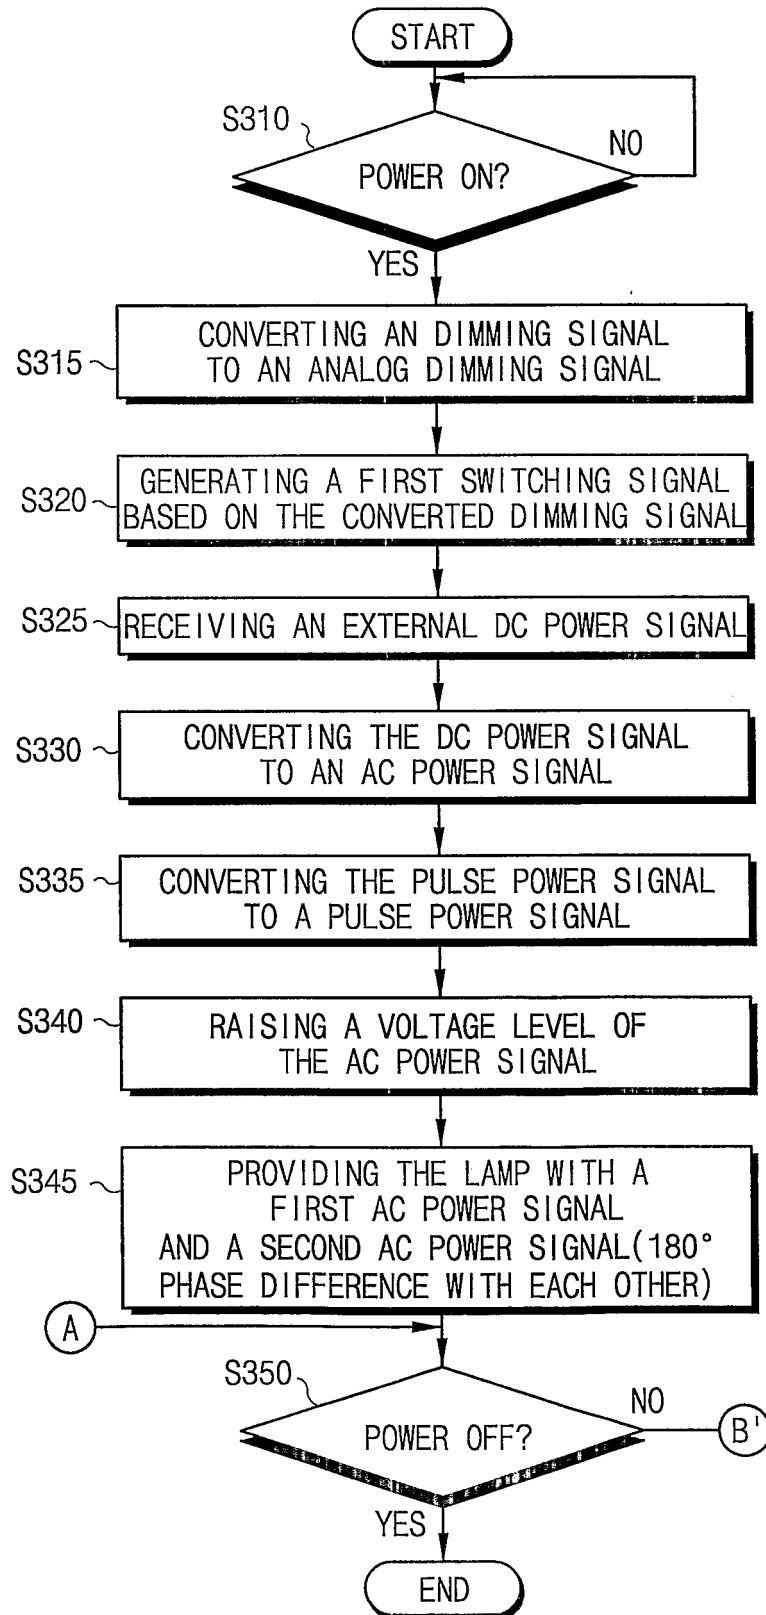 START
S310
NO
POWER ON?
YES
S315
CONVERTING AN DIMMING SIGNAL
TO AN ANALOG DIMMING SIGNAL
S320
GENERATING A FIRST SWITCHING SIGNAL
BASED ON THE CONVERTED DIMMING SIGNAL
S325
RECEIVING AN EXTERNAL DC POWER SIGNAL
S330
CONVERTING THE DC POWER SIGNAL
TO AN AC POWER SIGNAL
S335
CONVERTING THE PULSE POWER SIGNAL
TO A PULSE POWER SIGNAL
S340
RAISING A VOLTAGE LEVEL OF
THE AC POWER SIGNAL
S345
PROVIDING THE LAMP WITH A
FIRST AC POWER SIGNAL
AND A SECOND AC POWER SIGNAL(180°
PHASE DIFFERENCE WITH EACH OTHER)
A
S350
NO
POWER OFF?
B'
YES
END